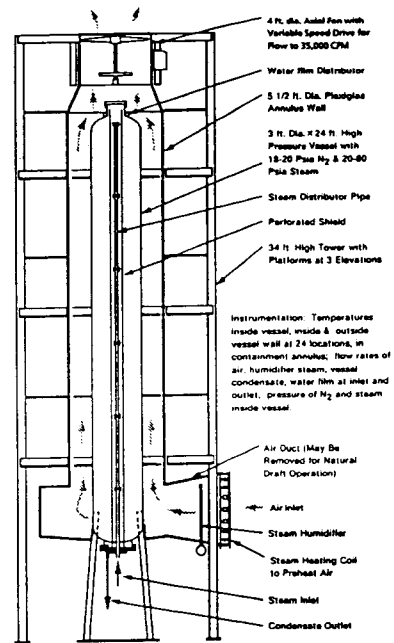 4 ft. dia. Axial Fan with
Variable Speed Drive for
Flow to 35,000 CFM
Water film Distributor
5 1/2 ft. Dia. Plexiglas
Annulus Wall
3 ft. Dia. X 24 ft. High
Pressure Vessel with
18-20 Psia N2 & 20-80
Psia Steam
Steam Distributor Pipe
Perforated Shield
34 ft. High Tower with
Platforms at 3 Elevations
Instrumentation: Temperatures
inside vessel, inside & outside
vessel wall at 24 locations, in
containment annulus; flow rates of
air, humidifier steam, vessel
condensate, water film at inlet and
outlet, pressure of N2 and steam
inside vessel.
Air Duct (May Be
Removed for Natural
Draft Operation)
Air Inlet
Steam Humidifier
Steam Heating Coil
to Preheat Air
Steam Inlet
Condensate Outlet